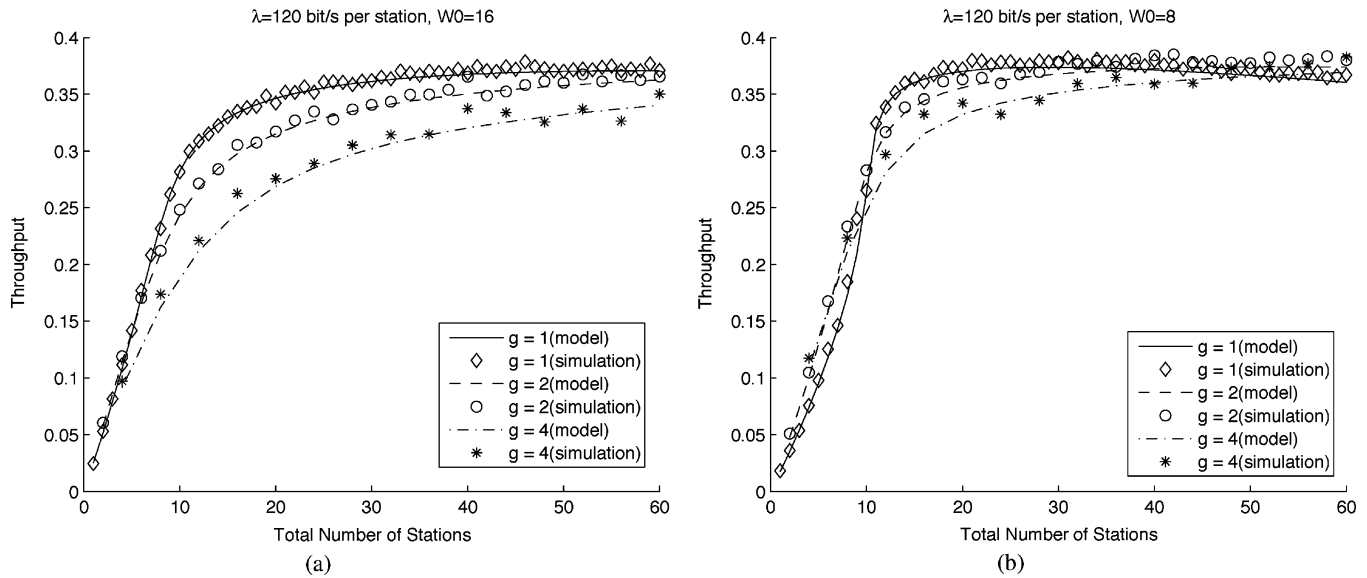 λ=120 bit/s per station, W0=16
0.4
0.35
0.3
0.25
0.2
0.15
0.1
0.05
0
Throughput
g = 1(model)
g = 1(simulation)
g = 2(model)
g = 2(simulation)
g = 4(model)
g = 4(simulation)
0 10 20 30 40 50 60
Total Number of Stations
(a)
λ=120 bit/s per station, W0=8
0.4
0.35
0.3
0.25
0.2
0.15
0.1
0.05
0
Throughput
g = 1(model)
g = 1(simulation)
g = 2(model)
g = 2(simulation)
g = 4(model)
g = 4(simulation)
0 10 20 30 40 50 60
Total Number of Stations
(b)